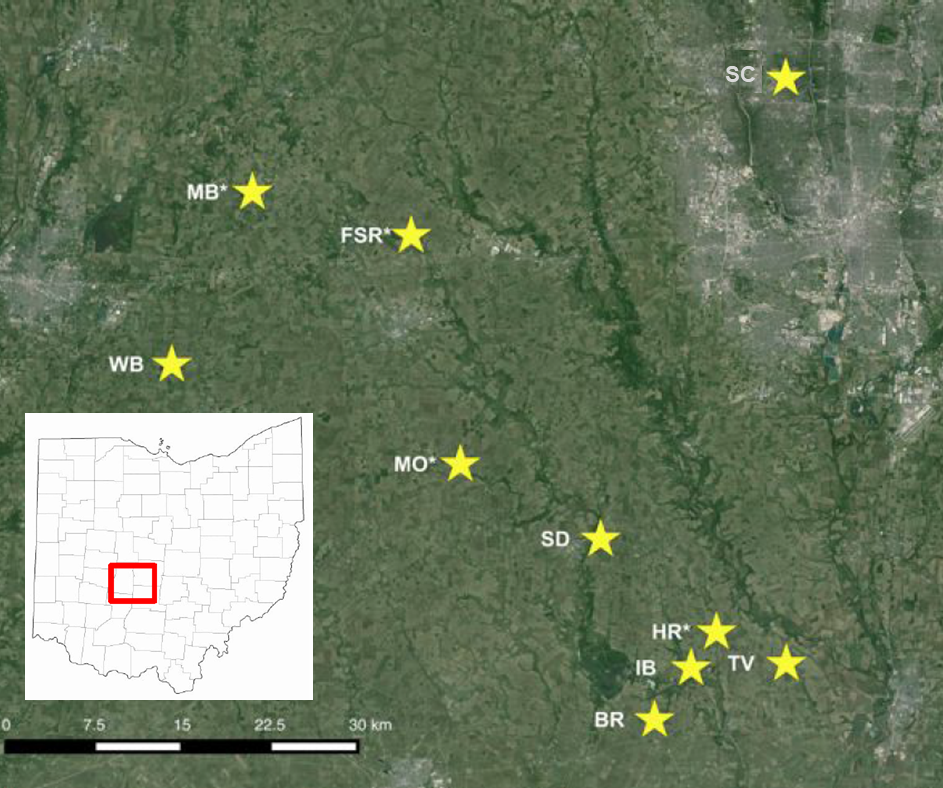 SC
MB*
FSR*
WB
MO*
SD
HR*
IB
TV
BR
0 7.5 15 22.5 30 km